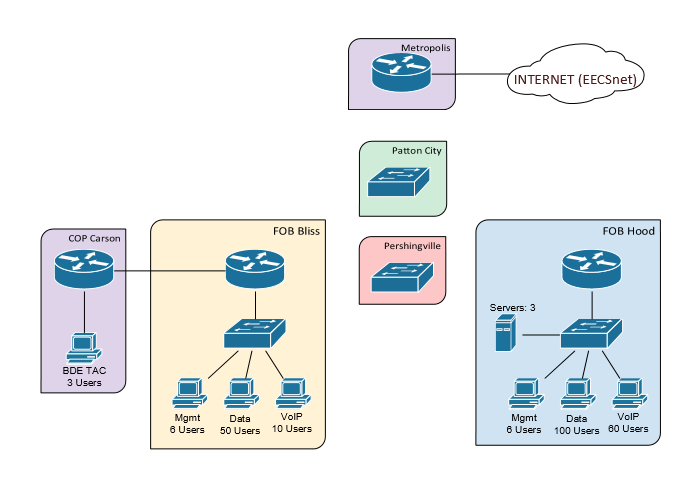 Metropolis
INTERNET (EECSnet)
Patton City
COP Carson
FOB Bliss
Pershingville
FOB Hood
Servers: 3
BDE TAC
3 Users
Mgmt
6 Users
Data
50 Users
VoIP
10 Users
Mgmt
6 Users
Data
100 Users
VoIP
60 Users